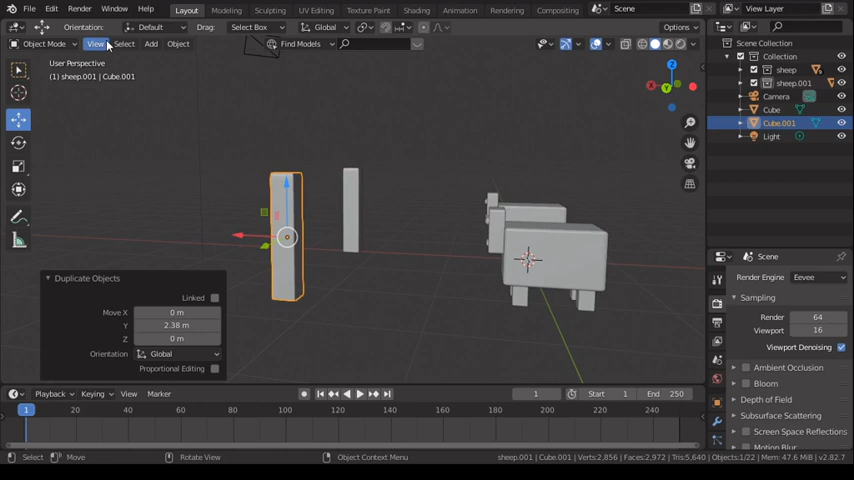 File Edit Render Window Help Layout Modeling Sculpting UV Editing Texture Paint Shading Animation Scene View Layer
Orientation: Default Drag: Select Box Global Options
Object Mode View Select Add Object Global Find Models
User Perspective
(1) sheep.001 | Cube.001
Z
Y
Scene Collection
Collection
sheep
sheep.001
Camera
Cube
Cube.001
Light
Duplicate Objects
Linked
Move X 0 m
Y 2.38 m
Z 0 m
Orientation Global
Proportional Editing
Scene
Render Engine Eevee
Sampling
Render 64
Viewport 16
Viewport Denoising
Ambient Occlusion
Bloom
Depth of Field
Subsurface Scattering
Screen Space Reflections
Motion Blur
Playback Keying View Marker 1 Start 1 End 250
1 20 40 60 80 100 120 140 160 180 200 220 240
Select Move Rotate View Object Context Menu sheep.001 | Cube.001 | Verts:2,856 | Faces:2,972 | Tris:5,640 | Objects:1/22 | Mem: 47.6 MiB | v2.82.7